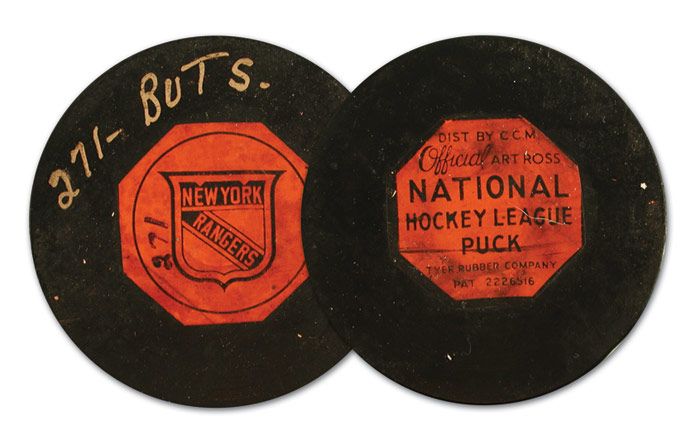 271- BUTS.
NEW YORK
RANGERS
271
DIST BY C.C.M.
Official ART ROSS
NATIONAL
HOCKEY LEAGUE
PUCK
TYER RUBBER COMPANY
PAT 2226516